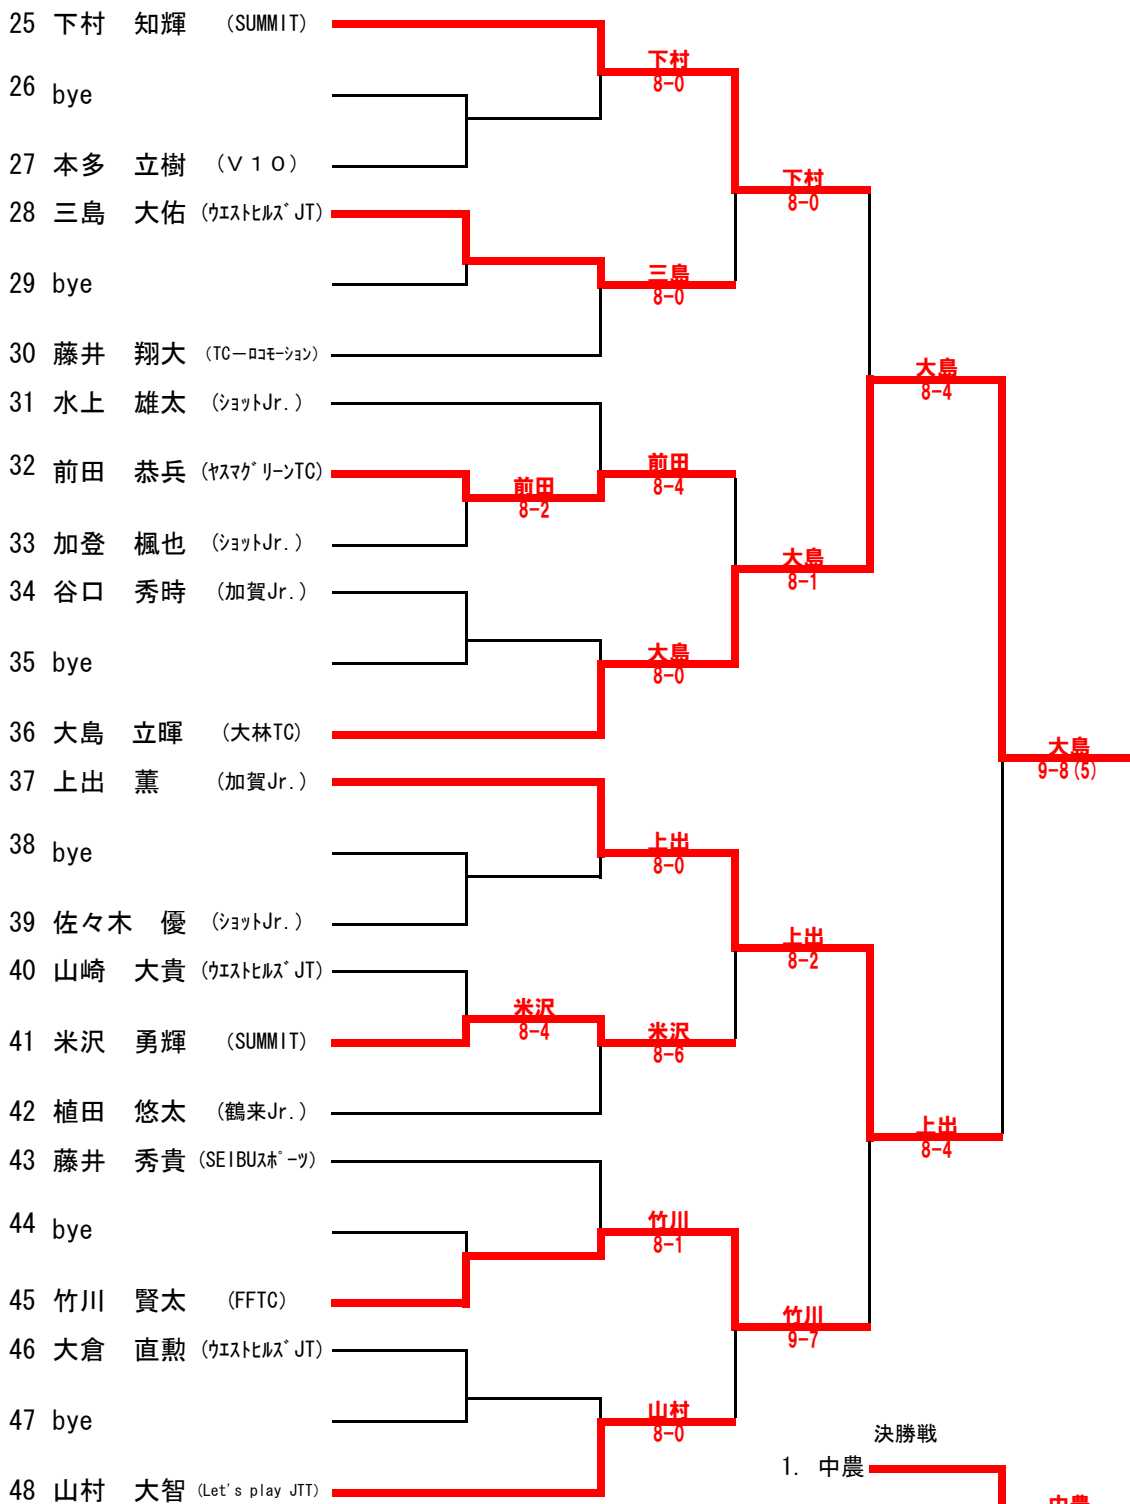 25 下村　知輝　(SUMMIT)
下村
8-0
26 bye
27 本多　立樹　(Ｖ１０)
下村
8-0
28 三島　大佑 (ｳｴｽﾄﾋﾙｽﾞJT)
29 bye
三島
8-0
30 藤井　翔大 (TC－ﾛｺﾓｰｼｮﾝ)
大島
8-4
31 水上　雄太 (ｼｮｯﾄJr.)
32 前田　恭兵 (ﾔｽﾏｸﾞﾘｰﾝTC)
前田
8-2
前田
8-4
33 加登　楓也 (ｼｮｯﾄJr.)
大島
8-1
34 谷口　秀時 (加賀Jr.)
35 bye
大島
8-0
36 大島　立暉 (大林TC)
大島
9-8(5)
37 上出　薫 (加賀Jr.)
38 bye
上出
8-0
39 佐々木　優 (ｼｮｯﾄJr.)
上出
8-2
40 山崎　大貴 (ｳｴｽﾄﾋﾙｽﾞJT)
米沢
8-4
41 米沢　勇輝 (SUMMIT)
米沢
8-6
42 植田　悠太 (鶴来Jr.)
上出
8-4
43 藤井　秀貴 (SEIBUｽﾎﾟｰﾂ)
44 bye
竹川
8-1
45 竹川　賢太 (FFTC)
竹川
9-7
46 大倉　直勲 (ｳｴｽﾄﾋﾙｽﾞJT)
47 bye
山村
8-0
決勝戦
1. 中農
48 山村　大智 (Let's play JTT)
中農